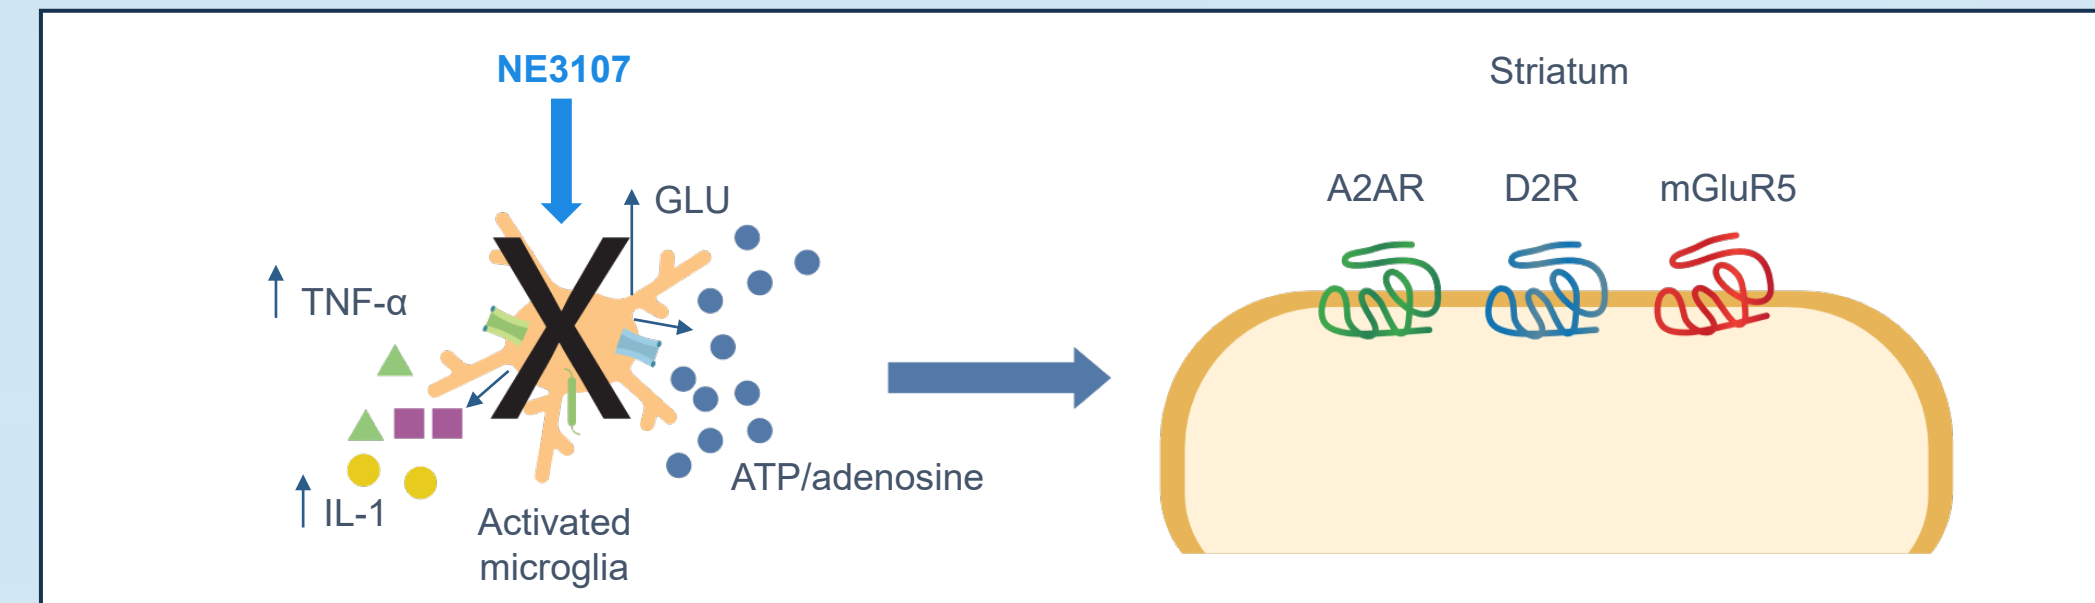 NE3107
Striatum
GLU
A2AR
D2R
mGluR5
TNF-α
ATP/adenosine
IL-1
Activated
microglia